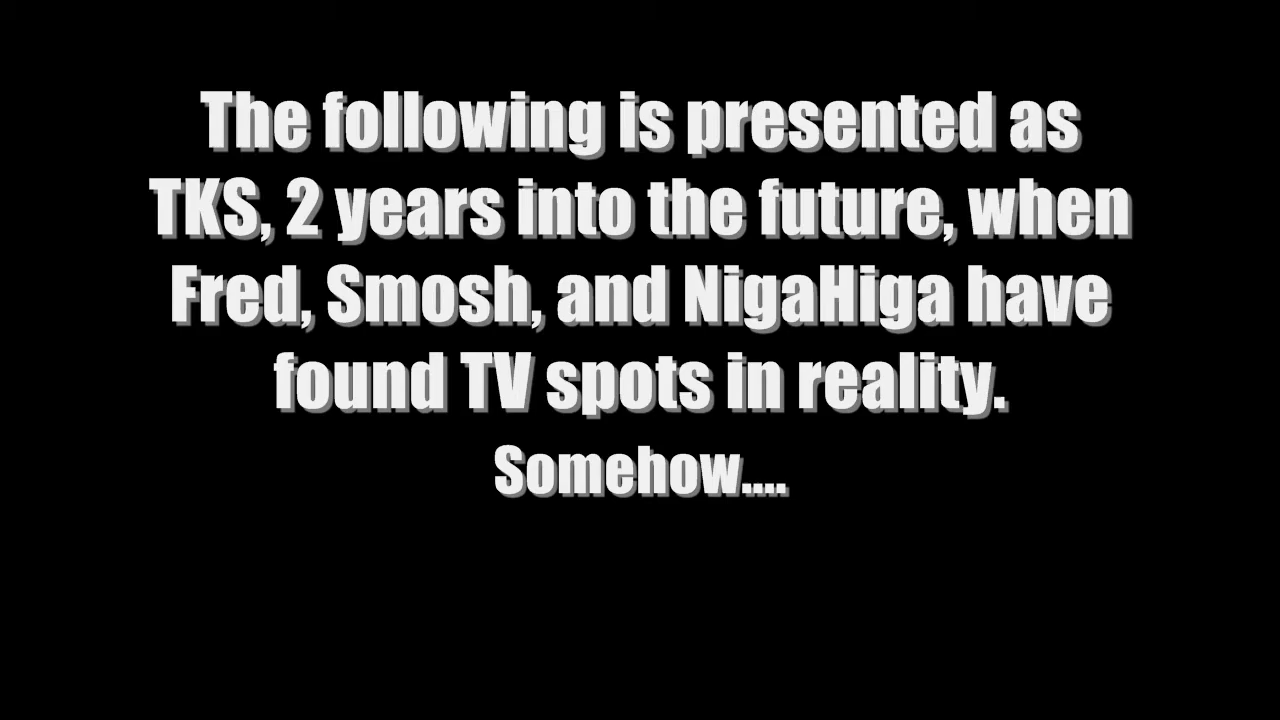 The following is presented as
TKS, 2 years into the future, when
Fred, Smosh, and NigaHiga have
found TV spots in reality.
Somehow....